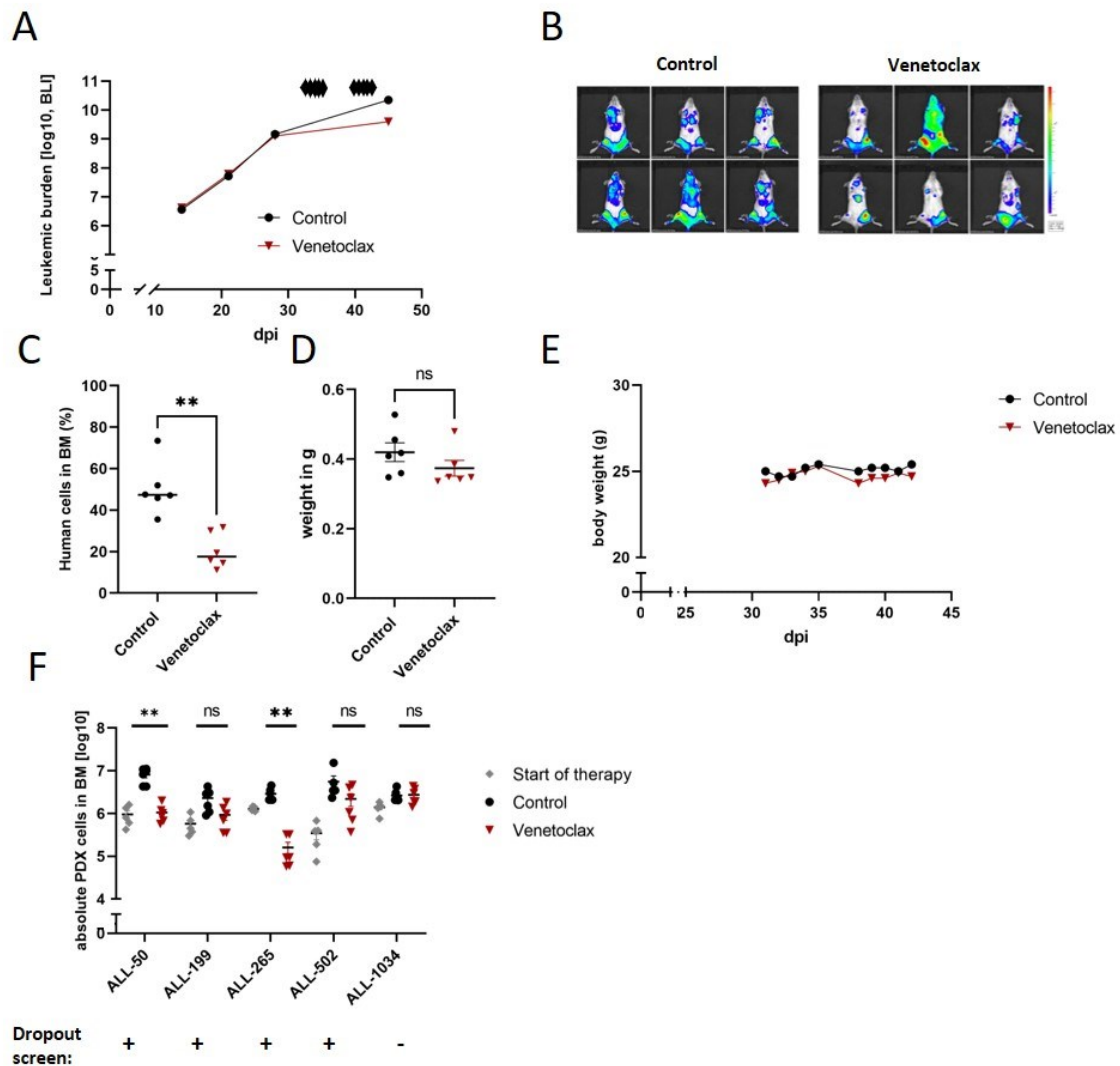 A
Leukemic burden [log10, BLI]
11
10
9
8
7
6
5
0
0
10
20
30
40
50
dpi
Control
Venetoclax
B
Control
Venetoclax
C
Human cells in BM (%)
100
80
60
40
20
0
**
Control
Venetoclax
D
weight in g
0.6
0.4
0.2
0.0
ns
Control
Venetoclax
E
body weight (g)
30
25
20
0
0
25
30
35
40
45
dpi
Control
Venetoclax
F
absolute PDX cells in BM [log10]
8
7
6
5
4
0
**
ns
**
ns
ns
ALL-50
ALL-199
ALL-265
ALL-502
ALL-1034
Start of therapy
Control
Venetoclax
Dropout
screen:
+ + + + -